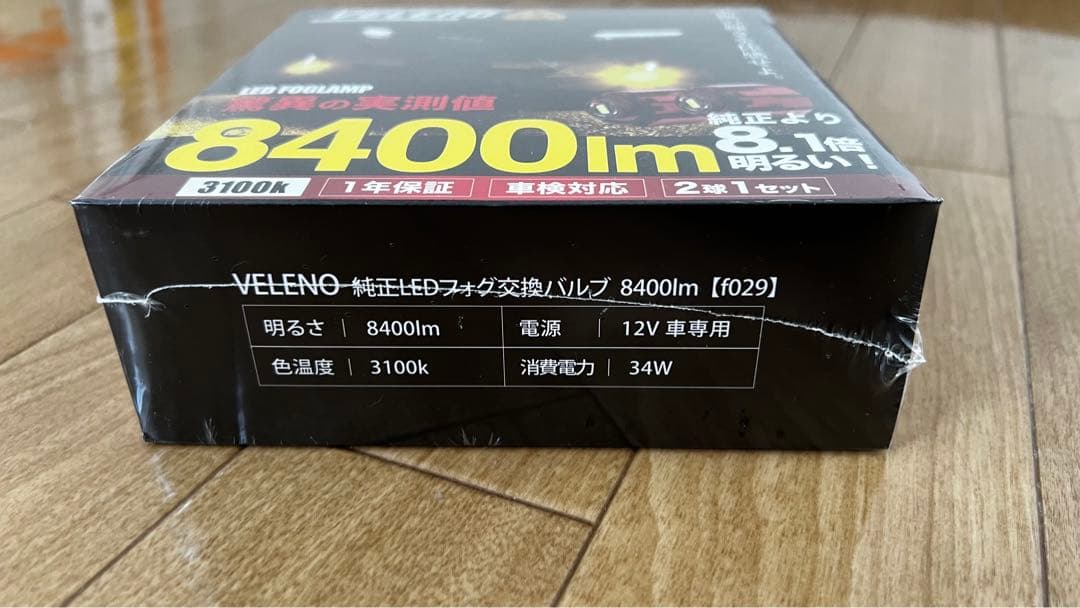 LED FOGLAMP
驚異の実測値
8400lm
純正より
8.1倍
明るい!
3100k 1年保証 車検対応 2球1セット
VELENO 純正LEDフォグ交換バルブ 8400lm【f029】
明るさ 8400lm 電源 12V 車専用
色温度 3100k 消費電力 34W